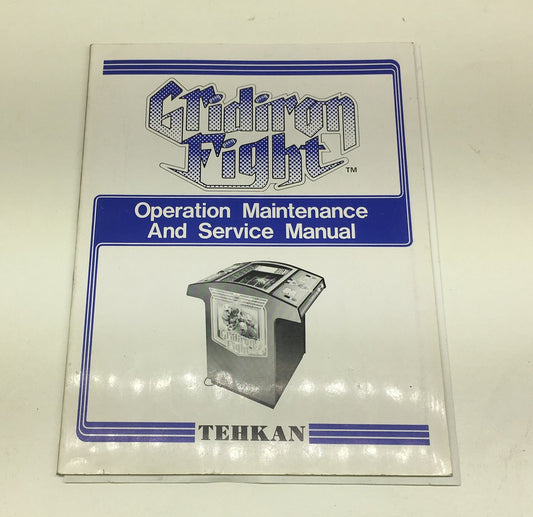 Gridiron
Fight™
Operation Maintenance
And Service Manual
TEHKAN